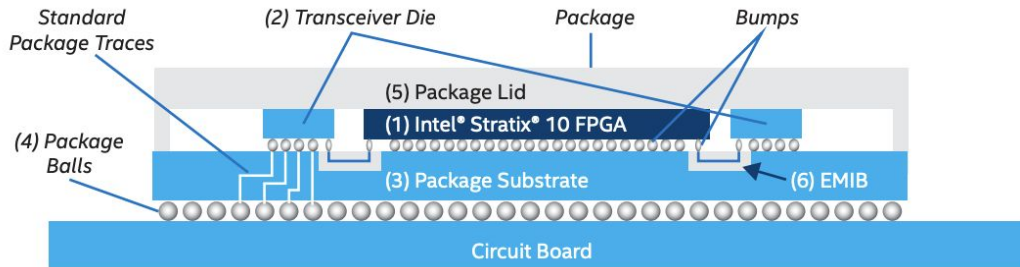 Standard
Package Traces
(2) Transceiver Die
Package
Bumps
(5) Package Lid
(1) Intel® Stratix® 10 FPGA
(4) Package
Balls
(3) Package Substrate
(6) EMIB
Circuit Board